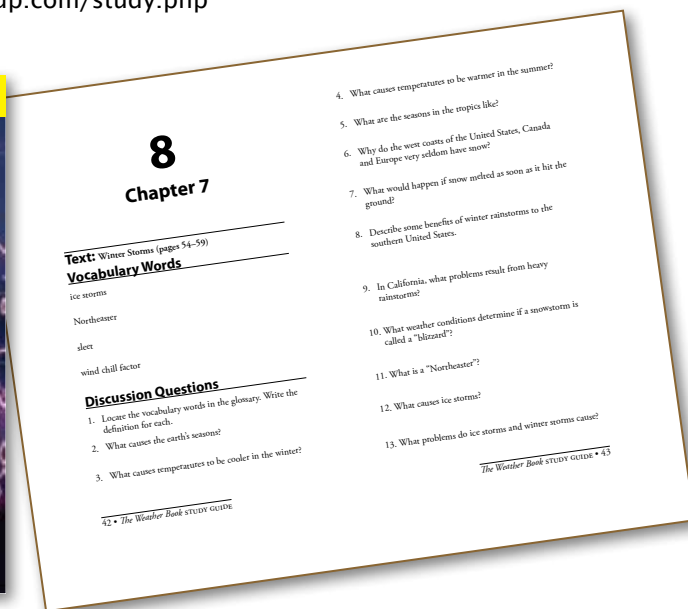 ap.com/study.php
8
Chapter 7
Text: Winter Storms (pages 54–59)
Vocabulary Words
ice storms
Northeaster
sleet
wind chill factor
Discussion Questions
1. Locate the vocabulary words in the glossary. Write the
definition for each.
2. What causes the earth's seasons?
3. What causes temperatures to be cooler in the winter?
42 • The Weather Book STUDY GUIDE
4. What causes temperatures to be warmer in the summer?
5. What are the seasons in the tropics like?
6. Why do the west coasts of the United States, Canada
and Europe very seldom have snow?
7. What would happen if snow melted as soon as it hit the
ground?
8. Describe some benefits of winter rainstorms to the
southern United States.
9. In California, what problems result from heavy
rainstorms?
10. What weather conditions determine if a snowstorm is
called a "blizzard"?
11. What is a "Northeaster"?
12. What causes ice storms?
13. What problems do ice storms and winter storms cause?
The Weather Book STUDY GUIDE • 43